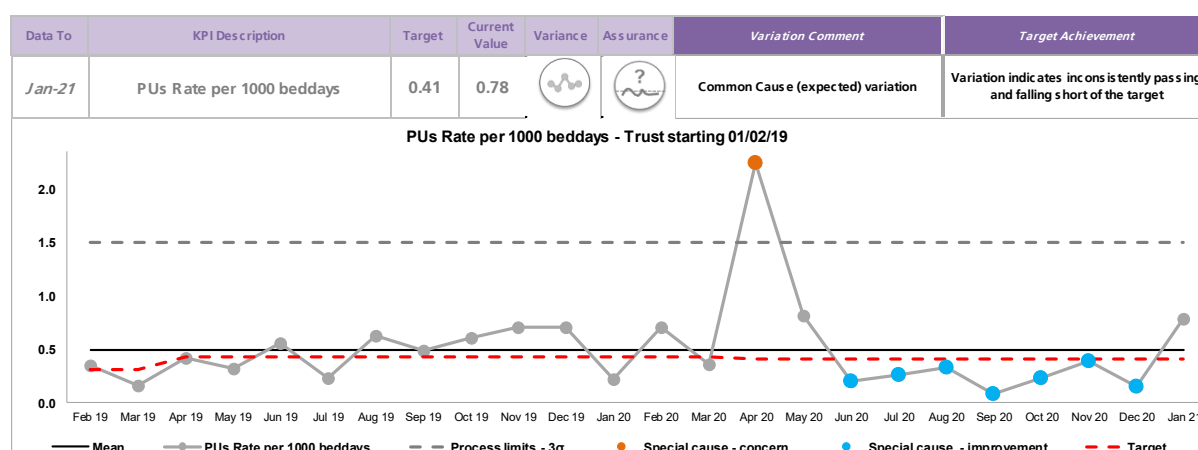 Data To KPI Description Target Current Value Variance Assurance Variation Comment Target Achievement
Jan-21 PUs Rate per 1000 beddays 0.41 0.78 ? Common Cause (expected) variation Variation indicates inconsistently passing and falling short of the target
PUs Rate per 1000 beddays - Trust starting 01/02/19
2.0
1.5
1.0
0.5
0.0
Feb 19 Mar 19 Apr 19 May 19 Jun 19 Jul 19 Aug 19 Sep 19 Oct 19 Nov 19 Dec 19 Jan 20 Feb 20 Mar 20 Apr 20 May 20 Jun 20 Jul 20 Aug 20 Sep 20 Oct 20 Nov 20 Dec 20 Jan 21
Mean PUs Rate per 1000 beddays Process limits - 3σ Special cause - concern Special cause - improvement Target